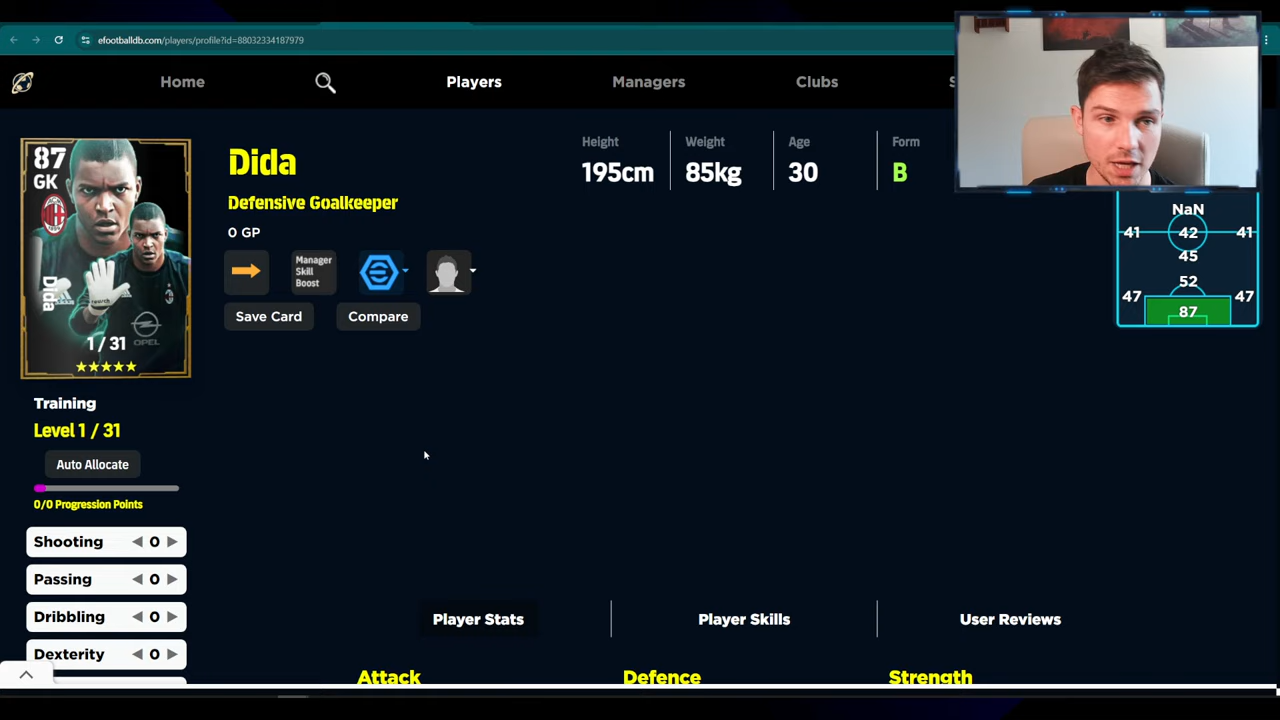 efootballdb.com/players/profile?id=88032334187979
Home
Players
Managers
Clubs
S
87
GK
Dida
search
OPEL
1 / 31
★★★★★
Dida
Defensive Goalkeeper
0 GP
Manager
Skill
Boost
Save Card
Compare
Height
195cm
Weight
85kg
Age
30
Form
B
NaN
41 42 41
45
52
47 47
87
Training
Level 1 / 31
Auto Allocate
0/0 Progression Points
Shooting 0
Passing 0
Dribbling 0
Dexterity 0
Player Stats
Player Skills
User Reviews
Attack
Defence
Strength